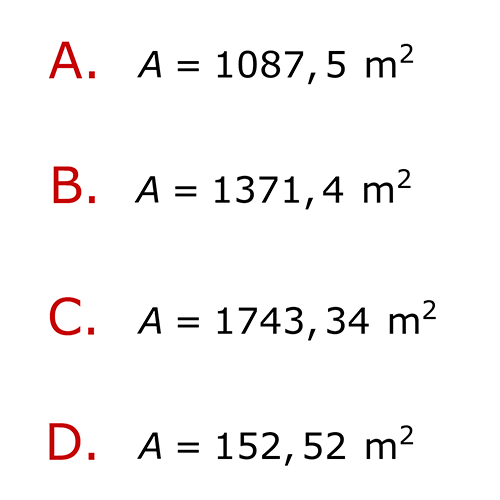 A. A = 1087,5 m²
B. A = 1371,4 m²
C. A = 1743,34 m²
D. A = 152,52 m²